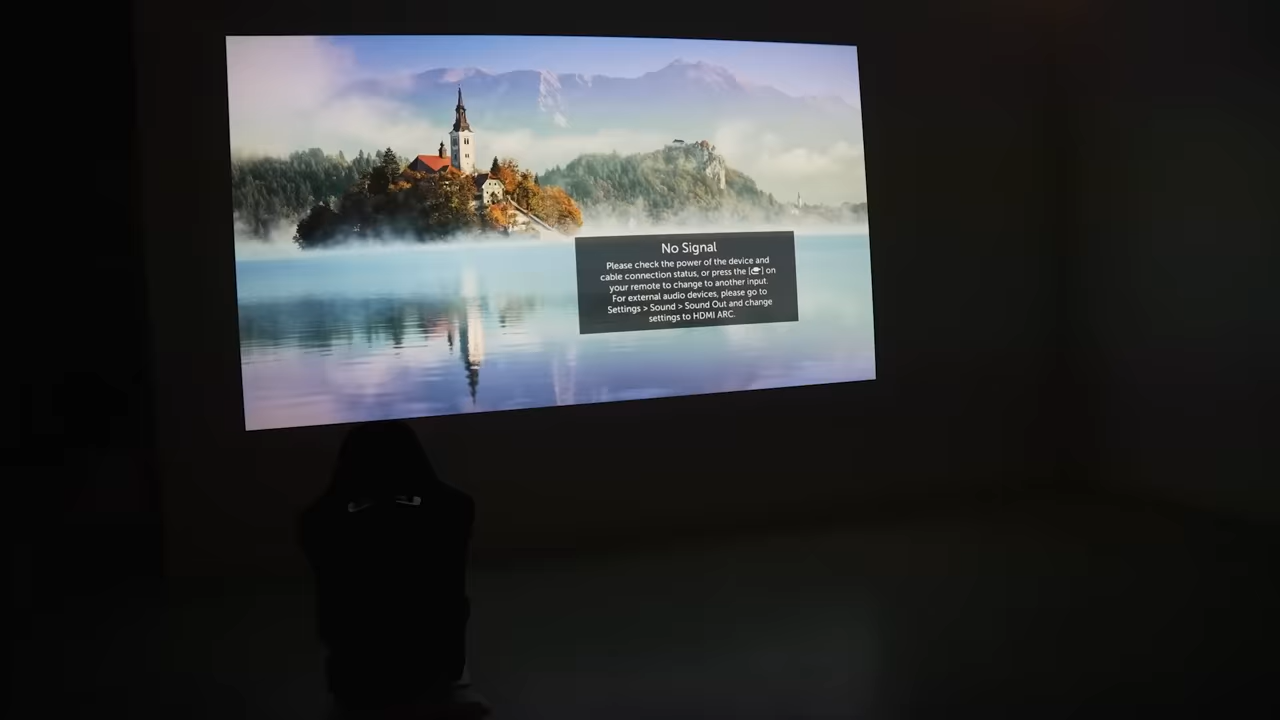 No Signal
Please check the power of the device and
cable connection status, or press the [] on
your remote to change to another input.
For external audio devices, please go to
Settings > Sound > Sound Out and change
settings to HDMI ARC.